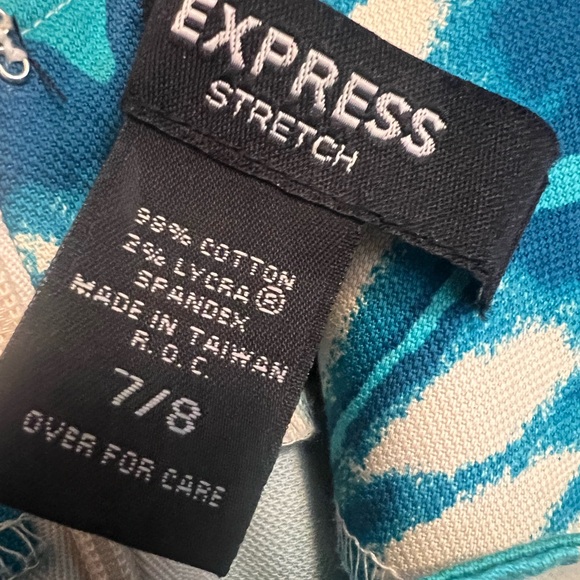 EXPRESS
STRETCH
98% COTTON
2% LYCRA®
SPANDEX
MADE IN TAIWAN
R.O.C.
7/8
OVER FOR CARE